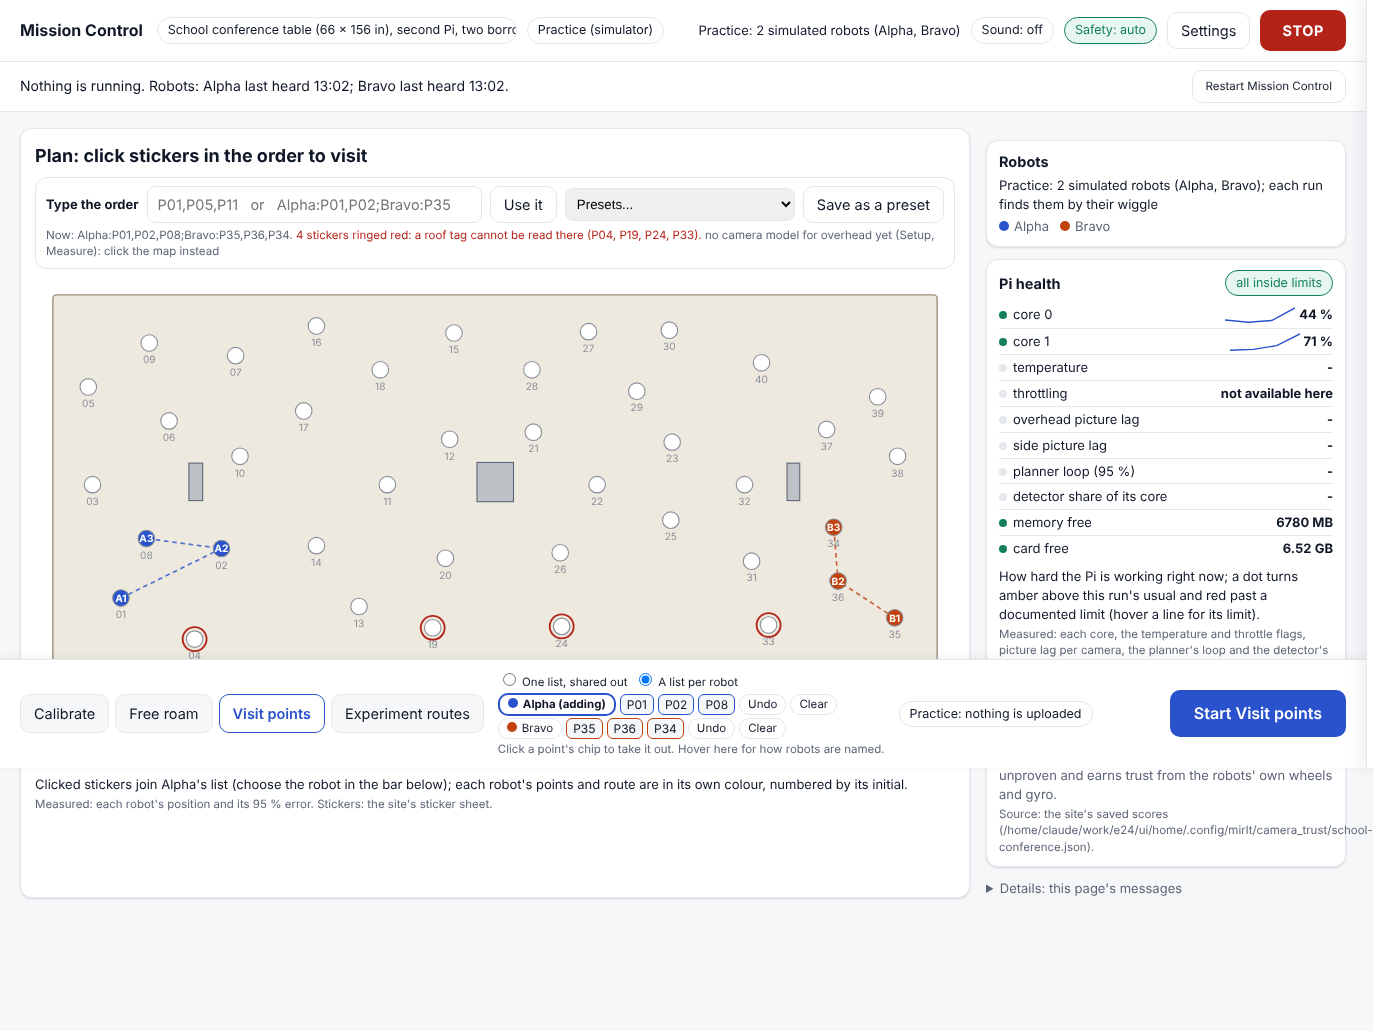 Mission Control
School conference table (66 × 156 in), second Pi, two borro
Practice (simulator)
Practice: 2 simulated robots (Alpha, Bravo)
Sound: off
Safety: auto
Settings
STOP
Nothing is running. Robots: Alpha last heard 13:02; Bravo last heard 13:02.
Restart Mission Control
Plan: click stickers in the order to visit
Type the order
P01,P05,P11 or Alpha:P01,P02;Bravo:P35
Use it
Presets...
Save as a preset
Now: Alpha:P01,P02,P08;Bravo:P35,P36,P34. 4 stickers ringed red: a roof tag cannot be read there (P04, P19, P24, P33). no camera model for overhead yet (Setup,
Measure): click the map instead
16
15
27
30
09
07
18
28
40
05
29
39
17
06
21
37
12
23
10
38
03
11
22
32
25
B3
34
A3
08
A2
02
14
20
26
31
B2
36
A1
01
13
B1
35
04
19
24
33
Robots
Practice: 2 simulated robots (Alpha, Bravo); each run
finds them by their wiggle
Alpha
Bravo
Pi health
all inside limits
core 0
44 %
core 1
71 %
temperature
-
throttling
not available here
overhead picture lag
-
side picture lag
-
planner loop (95 %)
-
detector share of its core
-
memory free
6780 MB
card free
6.52 GB
How hard the Pi is working right now; a dot turns
amber above this run's usual and red past a
documented limit (hover a line for its limit).
Measured: each core, the temperature and throttle flags,
picture lag per camera, the planner's loop and the detector's
Calibrate
Free roam
Visit points
Experiment routes
One list, shared out
A list per robot
Alpha (adding)
P01
P02
P08
Undo
Clear
Bravo
P35
P36
P34
Undo
Clear
Click a point's chip to take it out. Hover here for how robots are named.
Practice: nothing is uploaded
Start Visit points
Clicked stickers join Alpha's list (choose the robot in the bar below); each robot's points and route are in its own colour, numbered by its initial.
Measured: each robot's position and its 95 % error. Stickers: the site's sticker sheet.
unproven and earns trust from the robots' own wheels
and gyro.
Source: the site's saved scores
(/home/claude/work/e24/ui/home/.config/mirlt/camera_trust/school-
conference.json).
Details: this page's messages